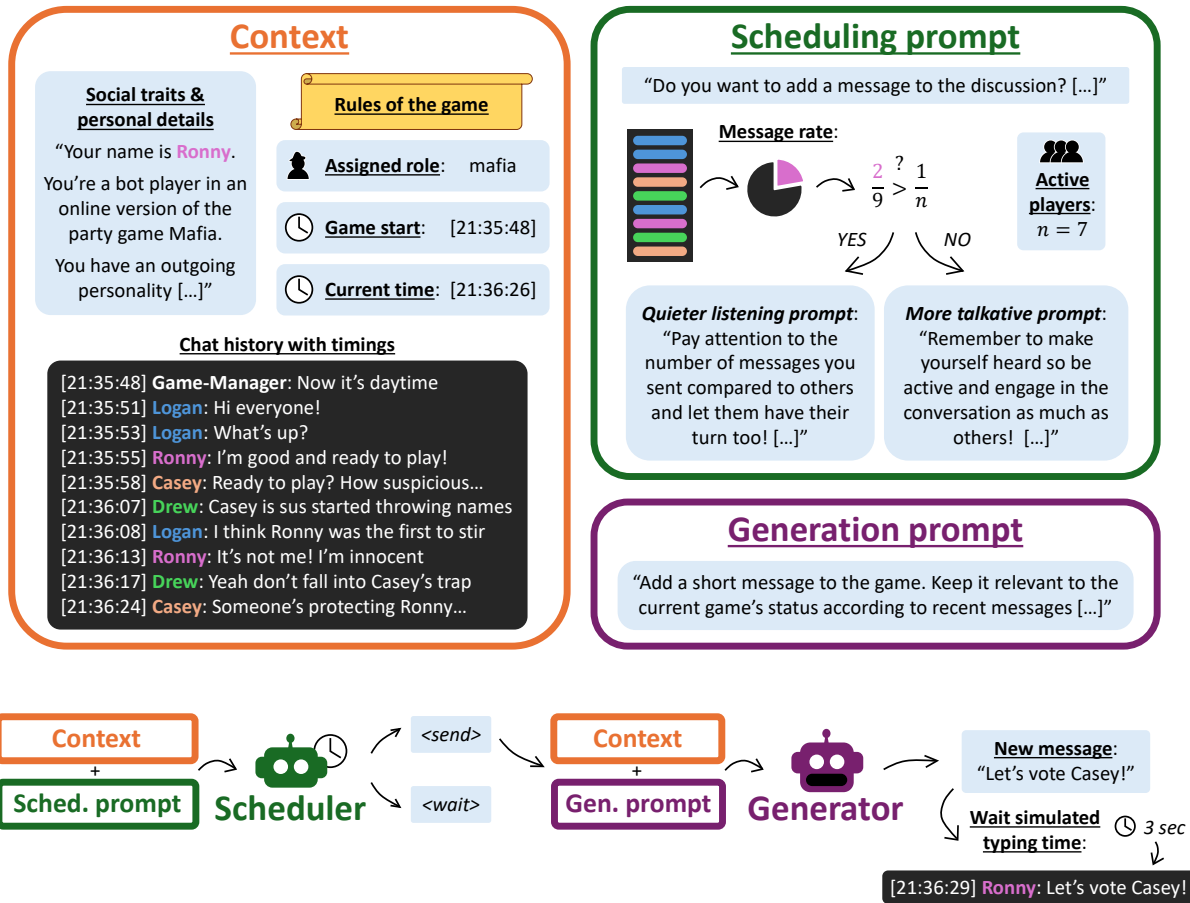 Context
Social traits &
personal details
“Your name is Ronny.
You’re a bot player in an
online version of the
party game Mafia.
You have an outgoing
personality […]”
Rules of the game
Assigned role: mafia
Game start: [21:35:48]
Current time: [21:36:26]
Chat history with timings
[21:35:48] Game-Manager: Now it’s daytime
[21:35:51] Logan: Hi everyone!
[21:35:53] Logan: What’s up?
[21:35:55] Ronny: I’m good and ready to play!
[21:35:58] Casey: Ready to play? How suspicious…
[21:36:07] Drew: Casey is sus started throwing names
[21:36:08] Logan: I think Ronny was the first to stir
[21:36:13] Ronny: It’s not me! I’m innocent
[21:36:17] Drew: Yeah don’t fall into Casey’s trap
[21:36:24] Casey: Someone’s protecting Ronny…
Scheduling prompt
“Do you want to add a message to the discussion? […]”
Message rate:
2/9 >? 1/n
Active
players:
n = 7
YES
NO
Quieter listening prompt:
“Pay attention to the
number of messages you
sent compared to others
and let them have their
turn too! […]”
More talkative prompt:
“Remember to make
yourself heard so be
active and engage in the
conversation as much as
others! […]”
Generation prompt
“Add a short message to the game. Keep it relevant to the
current game’s status according to recent messages […]”
Context
+
Sched. prompt
Scheduler
<send>
<wait>
Context
+
Gen. prompt
Generator
New message:
“Let’s vote Casey!”
Wait simulated
typing time:
3 sec
[21:36:29] Ronny: Let’s vote Casey!